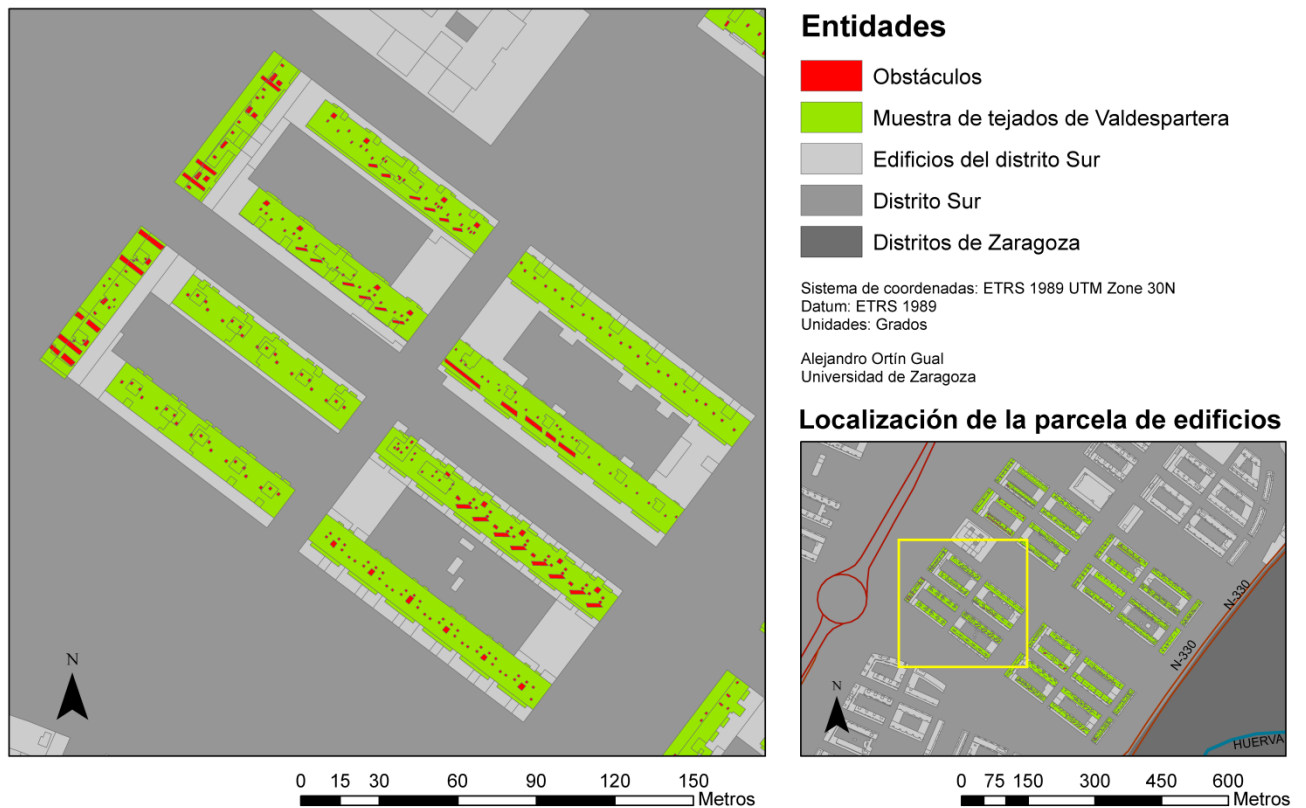 Entidades
Obstáculos
Muestra de tejados de Valdespartera
Edificios del distrito Sur
Distrito Sur
Distritos de Zaragoza
Sistema de coordenadas: ETRS 1989 UTM Zone 30N
Datum: ETRS 1989
Unidades: Grados
Alejandro Ortín Gual
Universidad de Zaragoza
Localización de la parcela de edificios
N-330
N-330
HUERVA
N
N
0 15 30 60 90 120 150
Metros
0 75 150 300 450 600
Metros